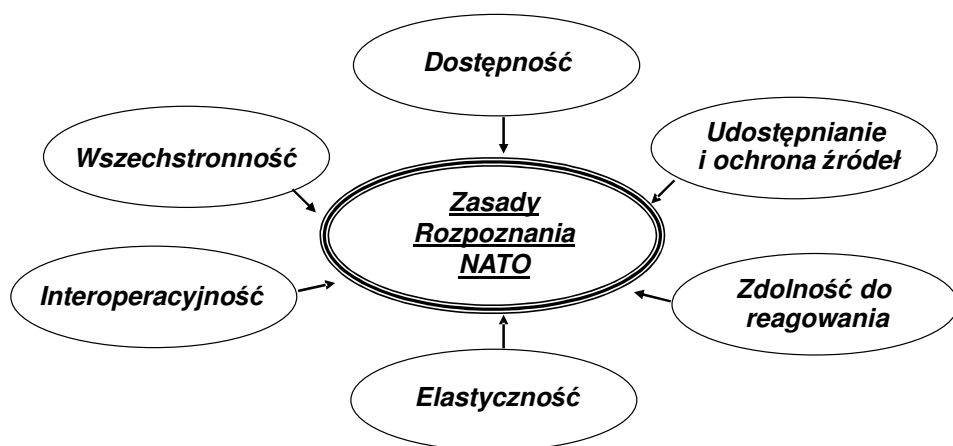 Dostępność
Wszechstronność
Udostępnianie
i ochrona źródeł
Zasady
Rozpoznania
NATO
Interoperacyjność
Zdolność do
reagowania
Elastyczność